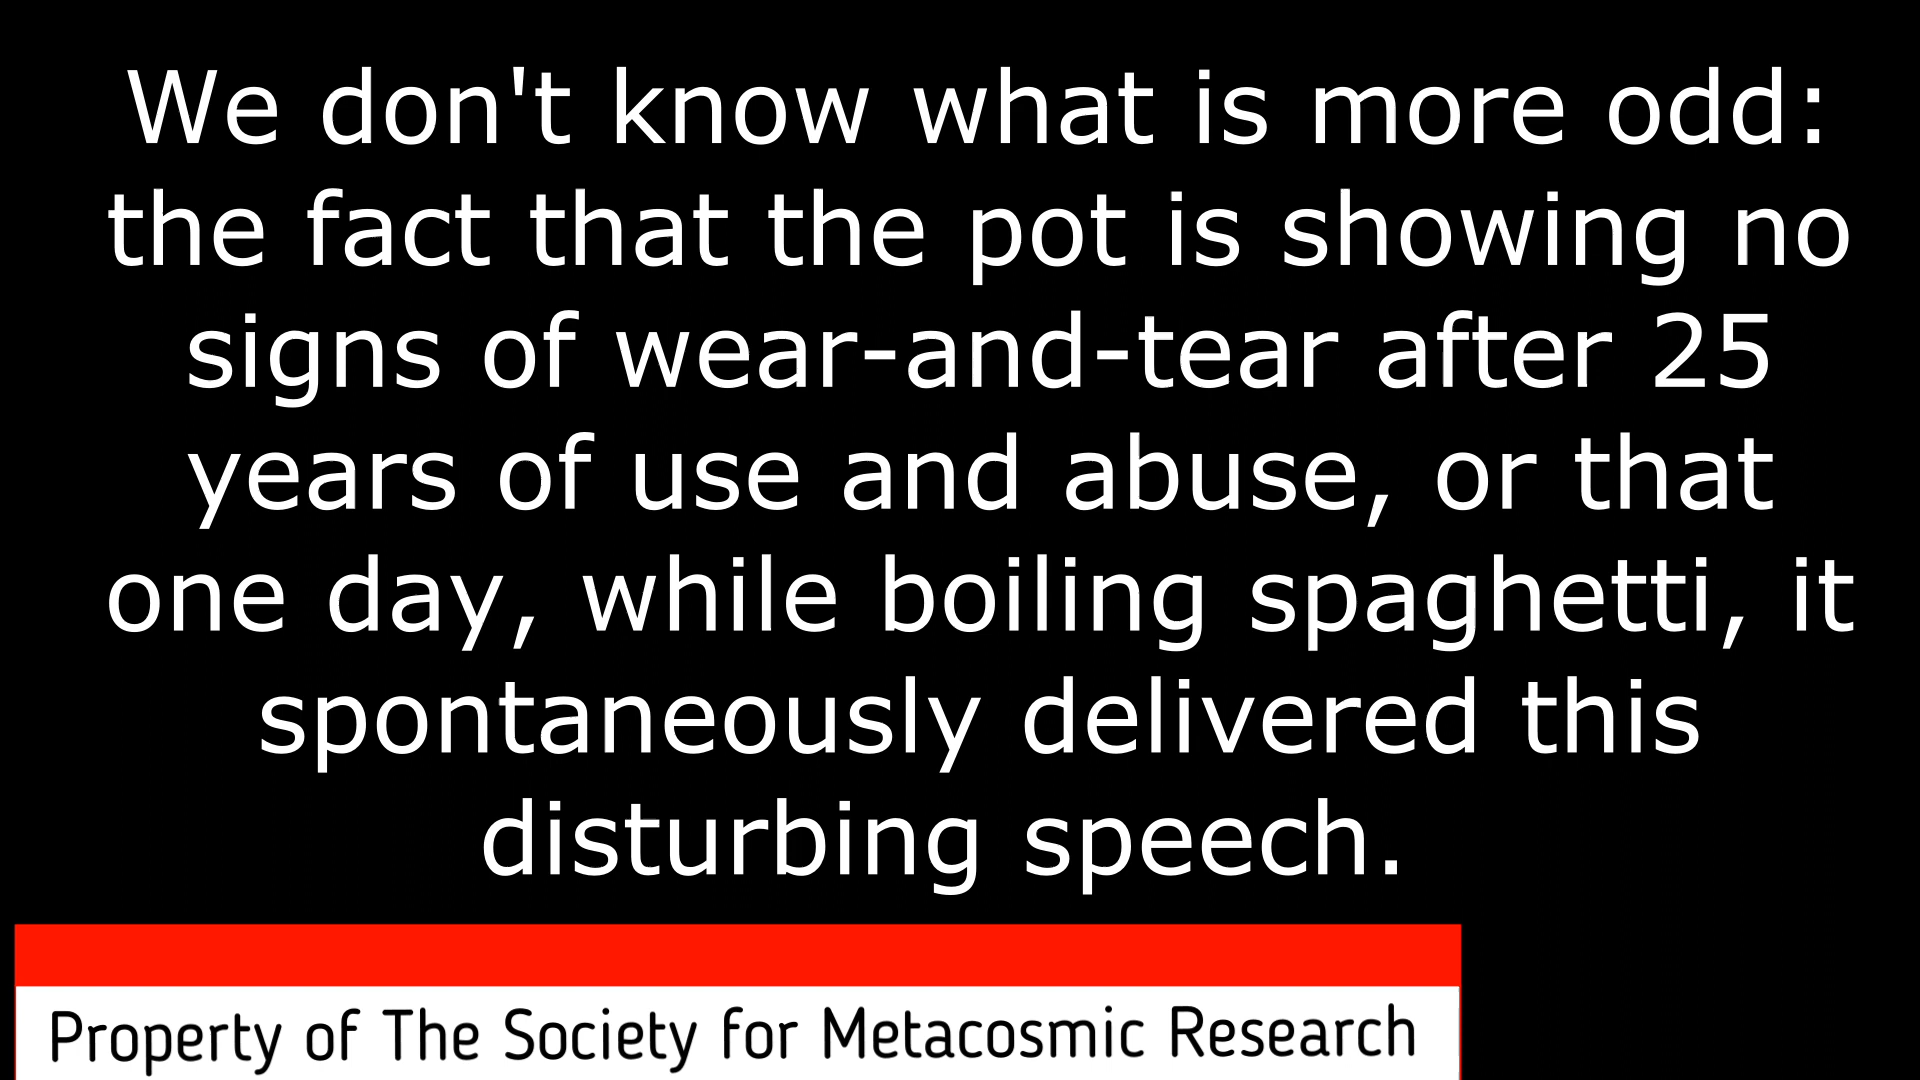 We don't know what is more odd:
the fact that the pot is showing no
signs of wear-and-tear after 25
years of use and abuse, or that
one day, while boiling spaghetti, it
spontaneously delivered this
disturbing speech.
Property of The Society for Metacosmic Research